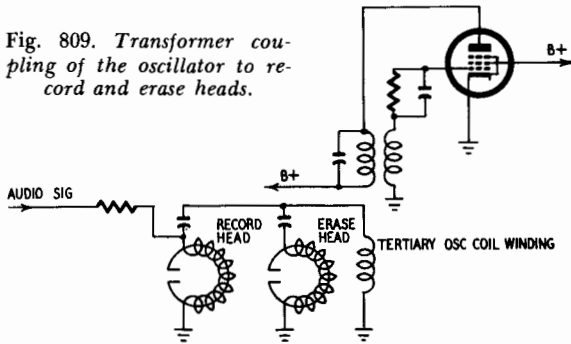 Fig. 809. Transformer cou-
pling of the oscillator to re-
cord and erase heads.
B+
B+
AUDIO SIG
RECORD
HEAD
ERASE
HEAD
TERTIARY OSC COIL WINDING